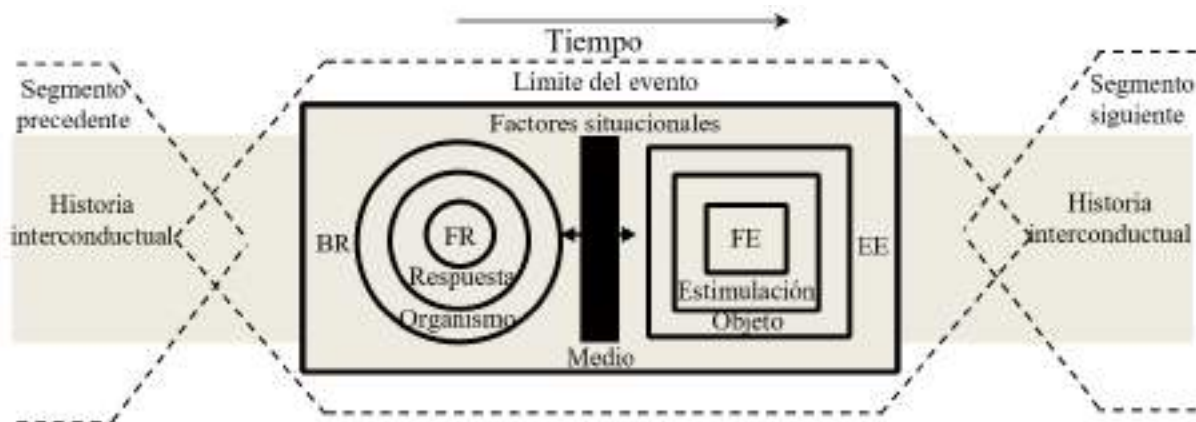 Tiempo
Límite del evento
Segmento
precedente
Segmento
siguiente
Factores situacionales
Historia
interconductual
Historia
interconductual
BR
FR
Respuesta
Organismo
FE
Estimulación
Objeto
EE
Medio